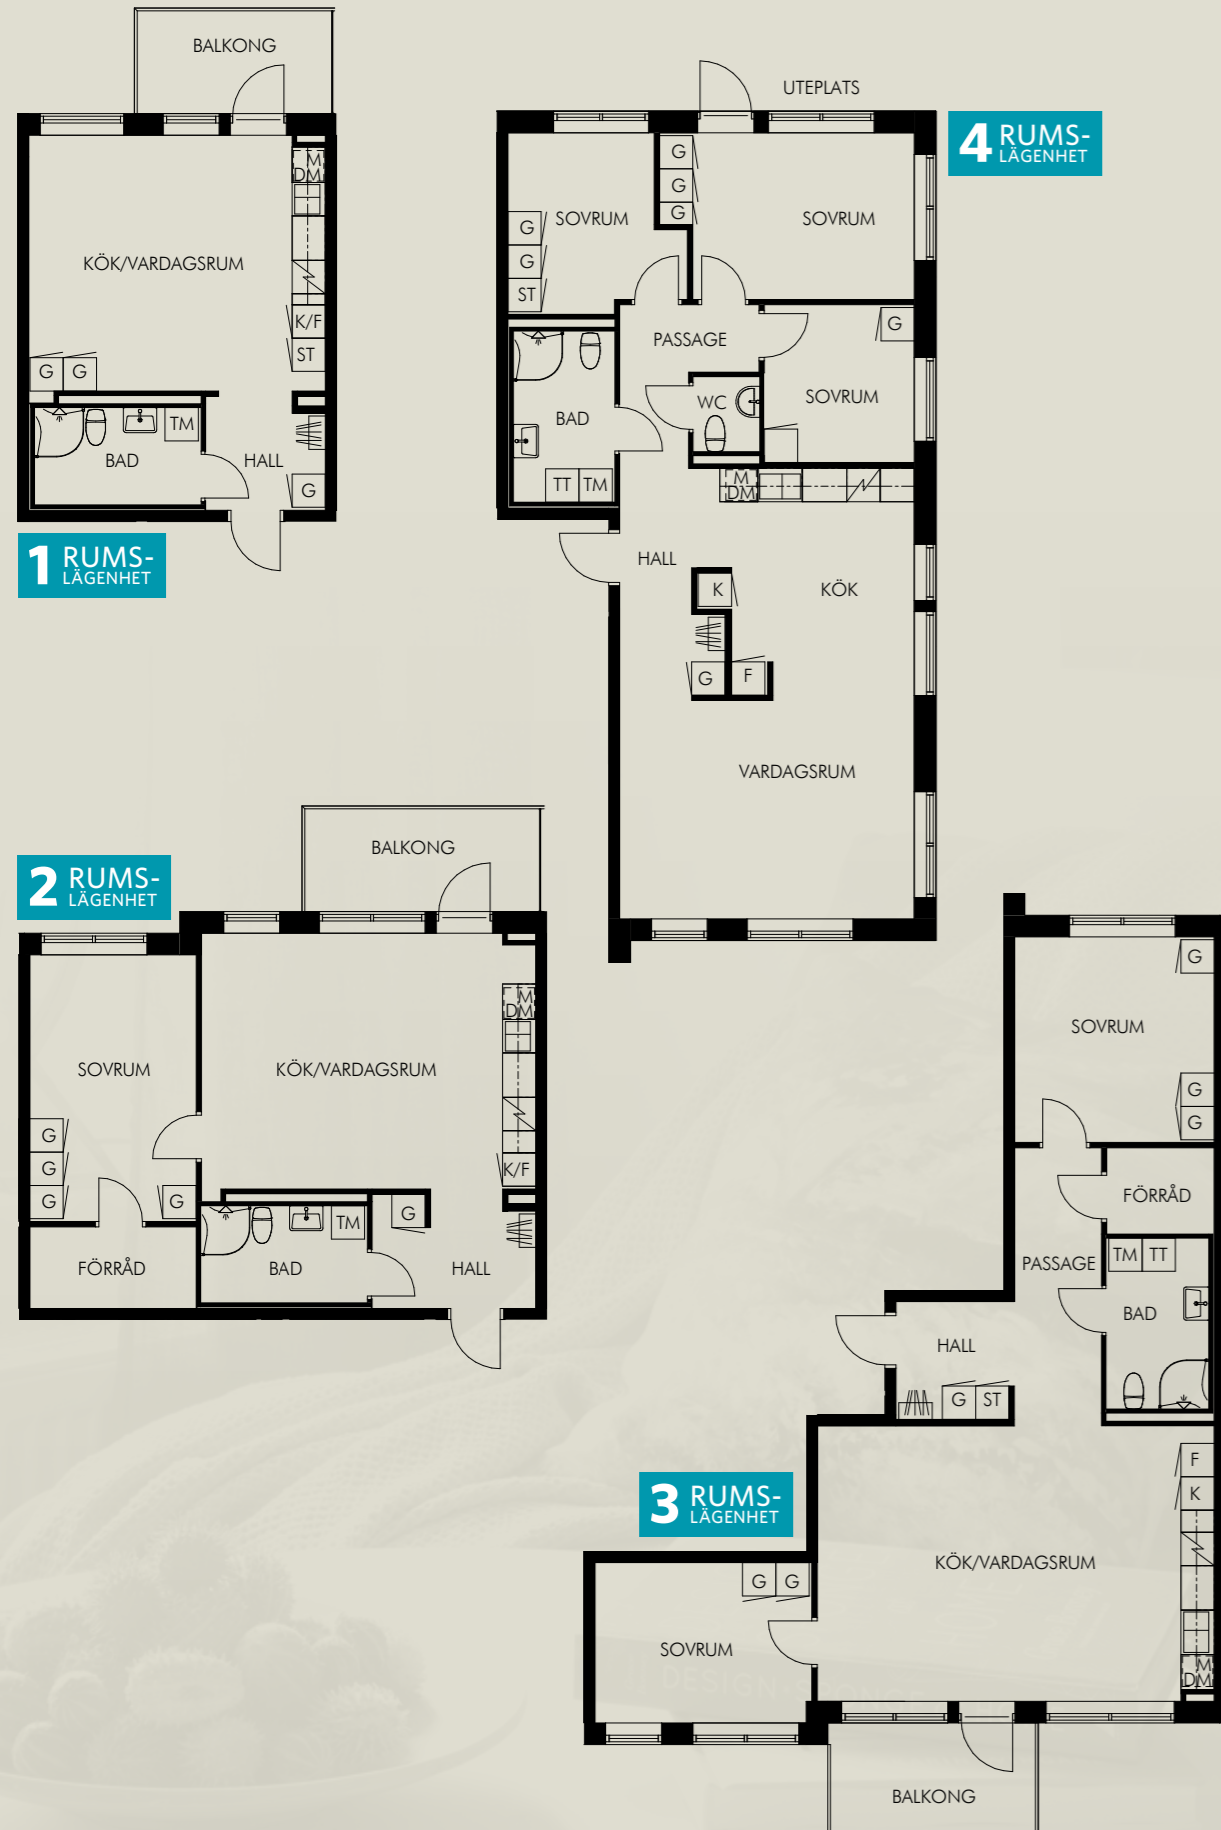 BALKONG
M
DM
KÖK/VARDAGSRUM
K/F
ST
G G
TM
BAD
HALL
G
1 RUMS-
LÄGENHET
UTEPLATS
4 RUMS-
LÄGENHET
G
G
G
SOVRUM
SOVRUM
G
G
ST
PASSAGE
G
SOVRUM
WC
BAD
TT TM
M
DM
HALL
K
KÖK
G
F
VARDAGSRUM
BALKONG
2 RUMS-
LÄGENHET
M
DM
SOVRUM
KÖK/VARDAGSRUM
G
G
G
G
K/F
G
TM
FÖRRÅD
BAD
HALL
G
SOVRUM
G
G
FÖRRÅD
TM TT
PASSAGE
BAD
HALL
G ST
F
K
3 RUMS-
LÄGENHET
KÖK/VARDAGSRUM
G G
SOVRUM
M
DM
BALKONG